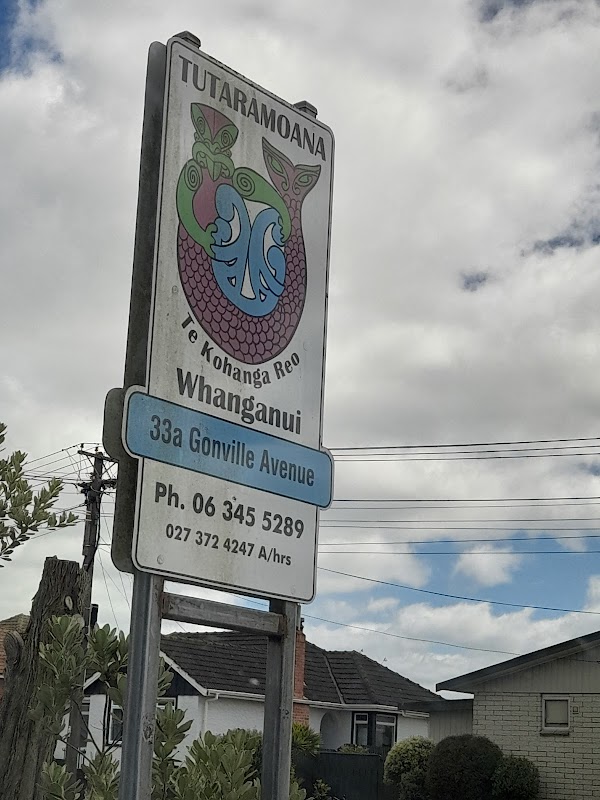 TUTARAMOANA
Te Kohanga Reo
Whanganui
33a Gonville Avenue
Ph. 06 345 5289
027 372 4247 A/hrs